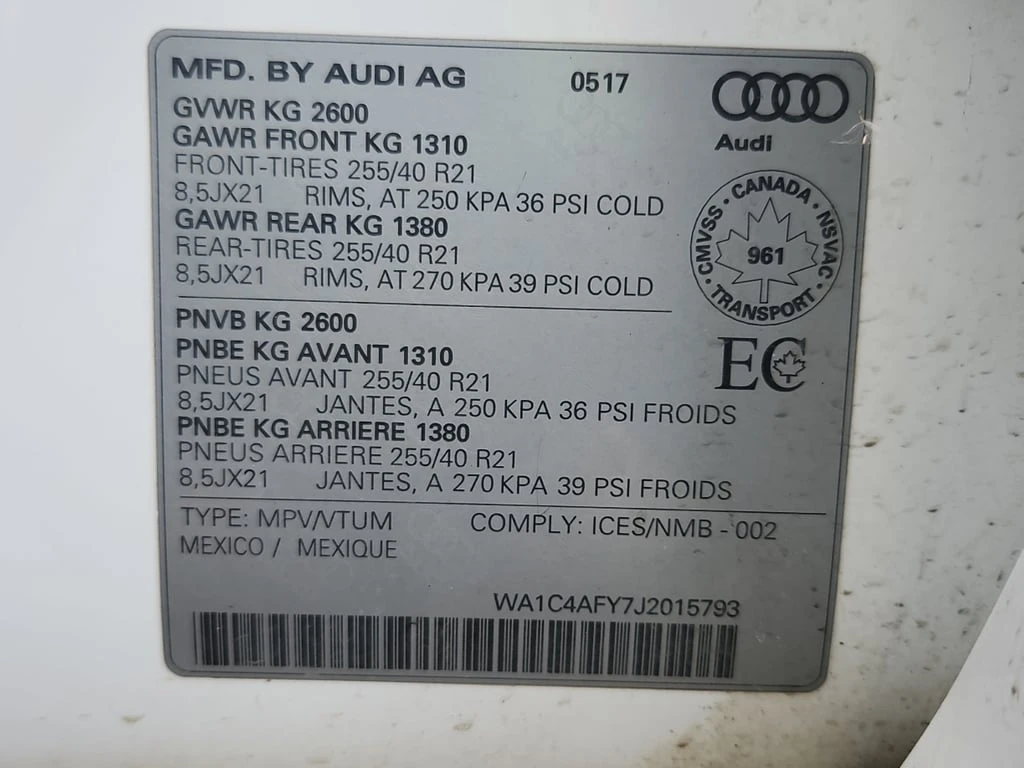 MFD. BY AUDI AG 0517
Audi
GVWR KG 2600
GAWR FRONT KG 1310
FRONT-TIRES 255/40 R21
8,5JX21 RIMS, AT 250 KPA 36 PSI COLD
GAWR REAR KG 1380
REAR-TIRES 255/40 R21
8,5JX21 RIMS, AT 270 KPA 39 PSI COLD
CANADA · NSVAC · TRANSPORT · CMVSS ·
961
PNVB KG 2600
PNBE KG AVANT 1310
PNEUS AVANT 255/40 R21
8,5JX21 JANTES, A 250 KPA 36 PSI FROIDS
PNBE KG ARRIERE 1380
PNEUS ARRIERE 255/40 R21
8,5JX21 JANTES, A 270 KPA 39 PSI FROIDS
EC
TYPE: MPV/VTUM COMPLY: ICES/NMB - 002
MEXICO / MEXIQUE
WA1C4AFY7J2015793